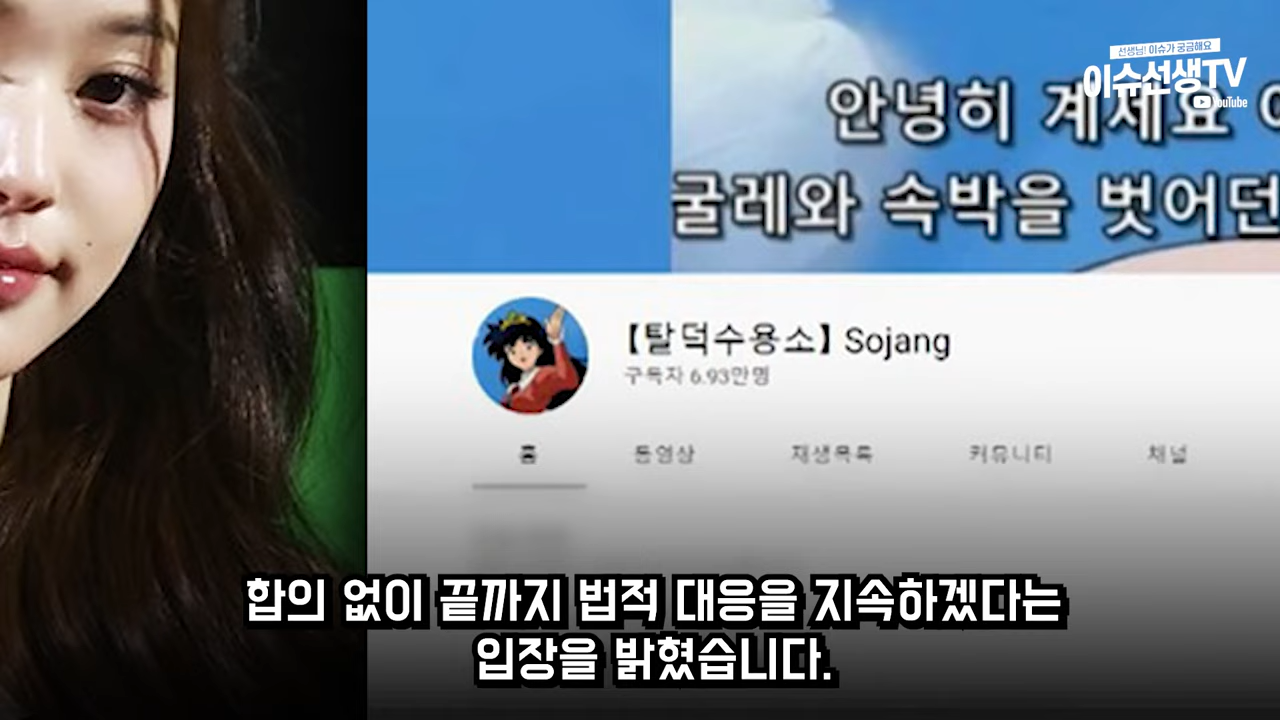 선생님! 이슈가 궁금해요
이슈선생TV
YouTube
안녕히 계세요 여
굴레와 속박을 벗어던
【탈덕수용소】 Sojang
구독자 6.93만명
홈 동영상 재생목록 커뮤니티 채널
합의 없이 끝까지 법적 대응을 지속하겠다는
입장을 밝혔습니다.